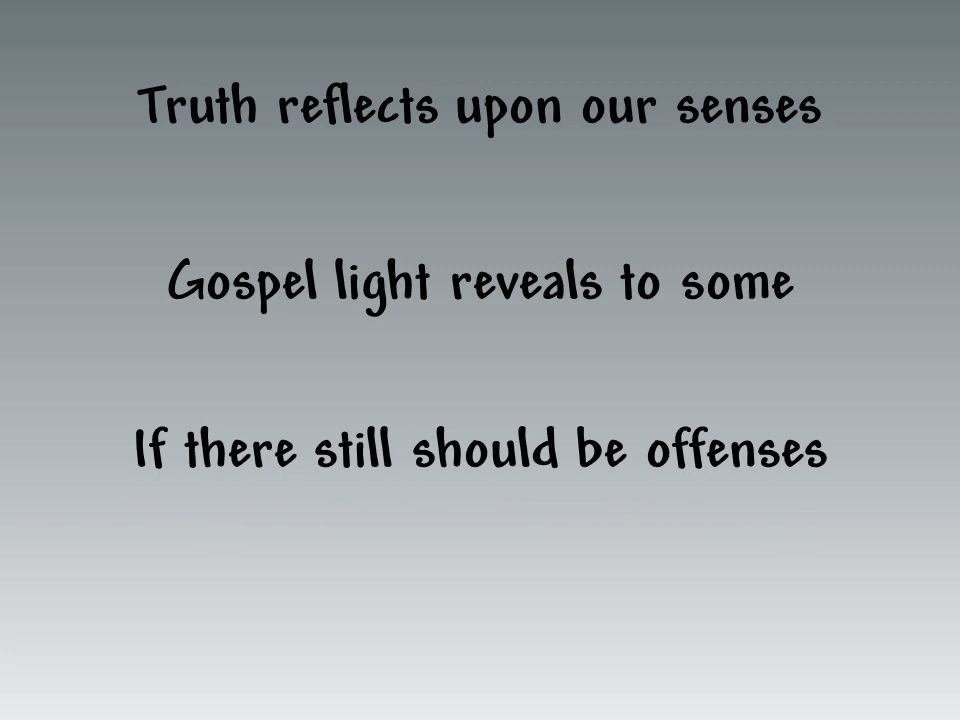 Truth reflects upon our senses
Gospel light reveals to some
If there still should be offenses